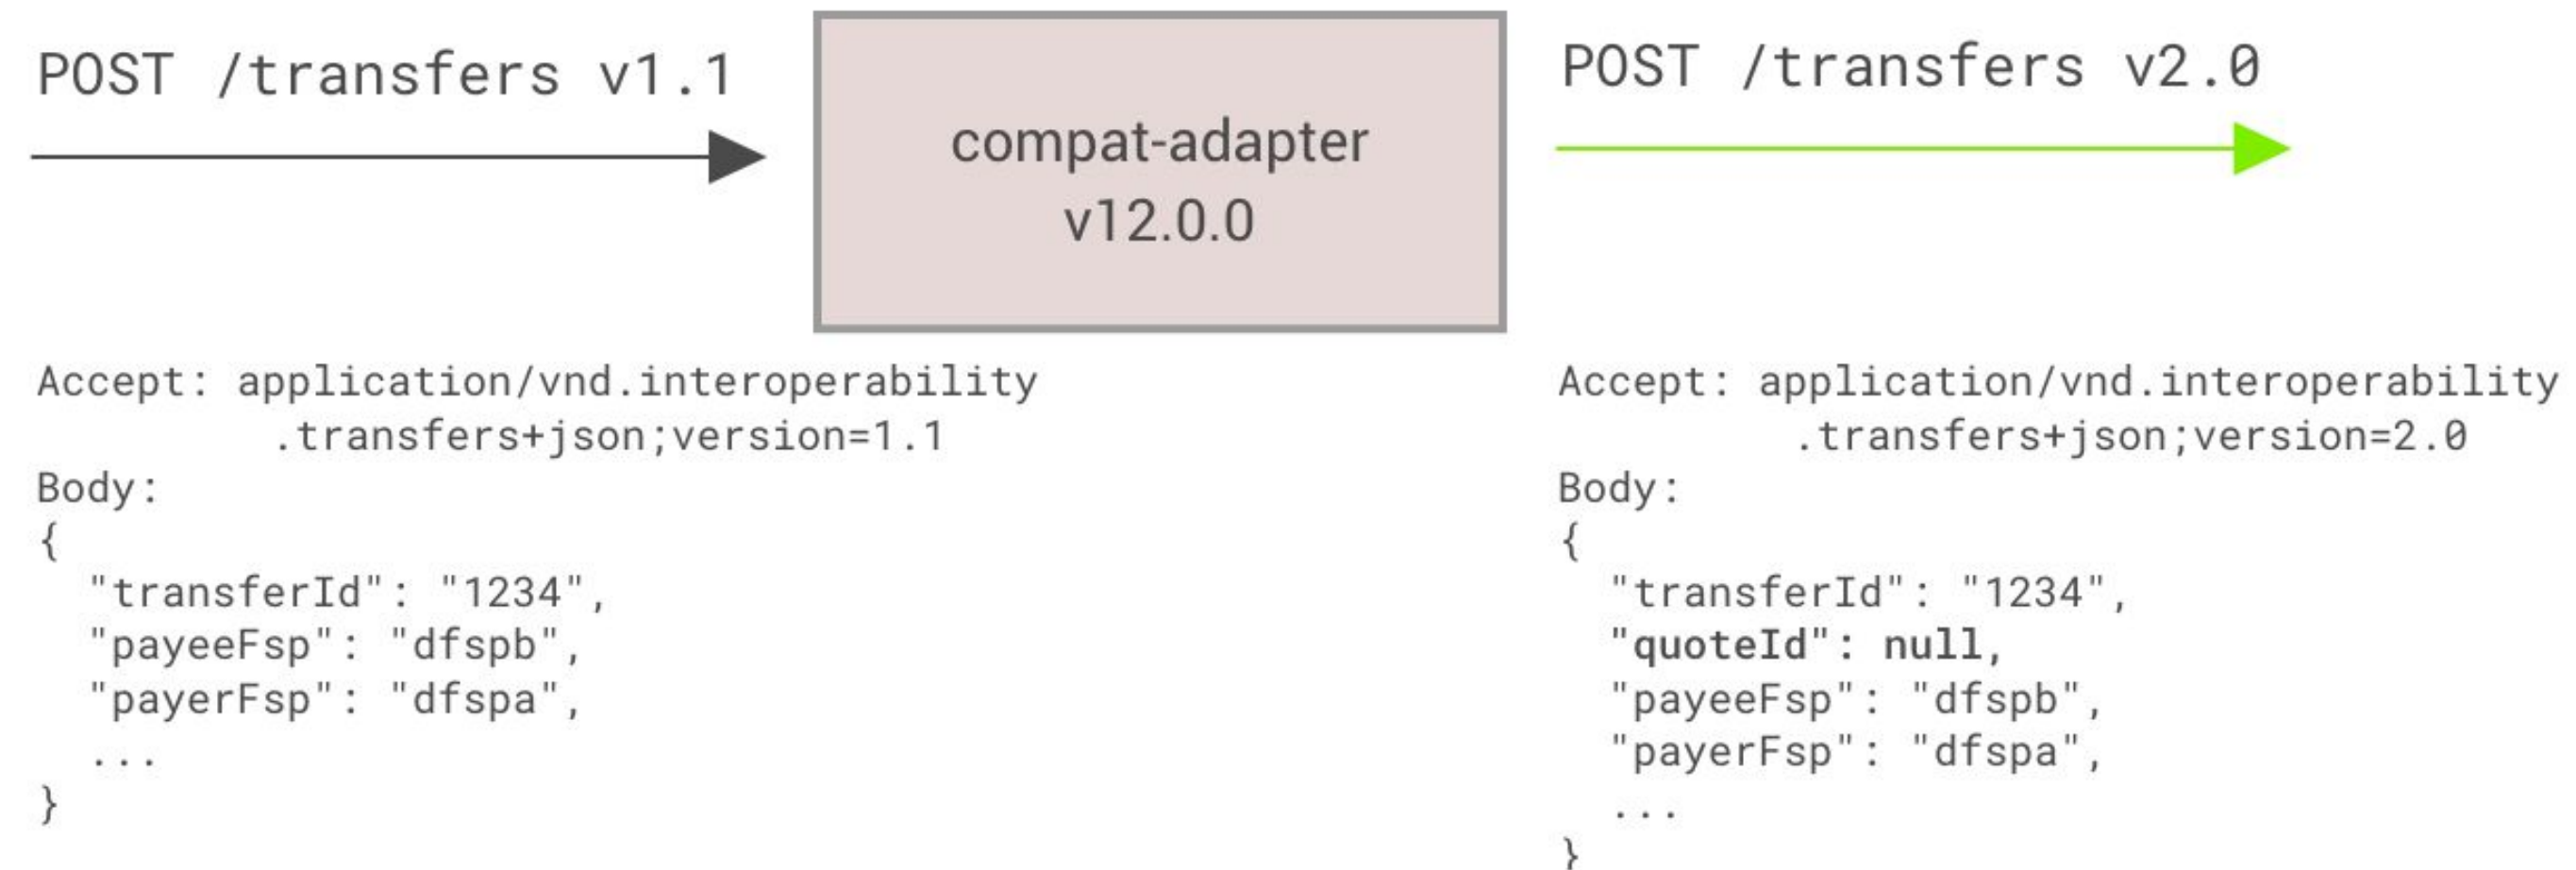 POST /transfers v1.1
compat-adapter
v12.0.0
POST /transfers v2.0
Accept: application/vnd.interoperability
.transfers+json;version=1.1
Body:
{
"transferId": "1234",
"payeeFsp": "dfspb",
"payerFsp": "dfspa",
...
}
Accept: application/vnd.interoperability
.transfers+json;version=2.0
Body:
{
"transferId": "1234",
"quoteId": null,
"payeeFsp": "dfspb",
"payerFsp": "dfspa",
...
}